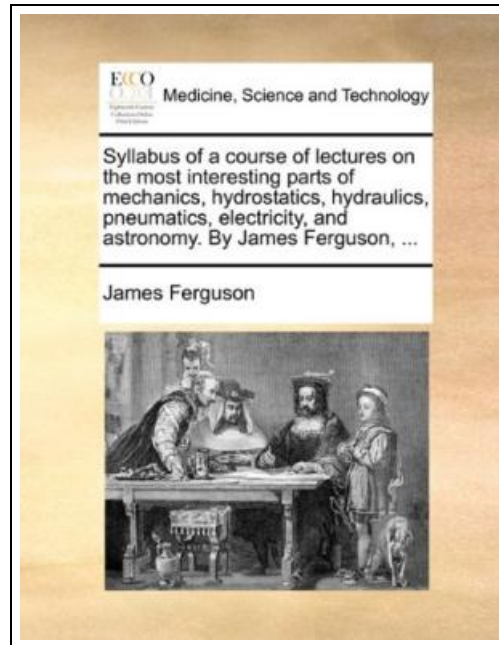 ECCO
Medicine, Science and Technology
Syllabus of a course of lectures on
the most interesting parts of
mechanics, hydrostatics, hydraulics,
pneumatics, electricity, and
astronomy. By James Ferguson, ...
James Ferguson